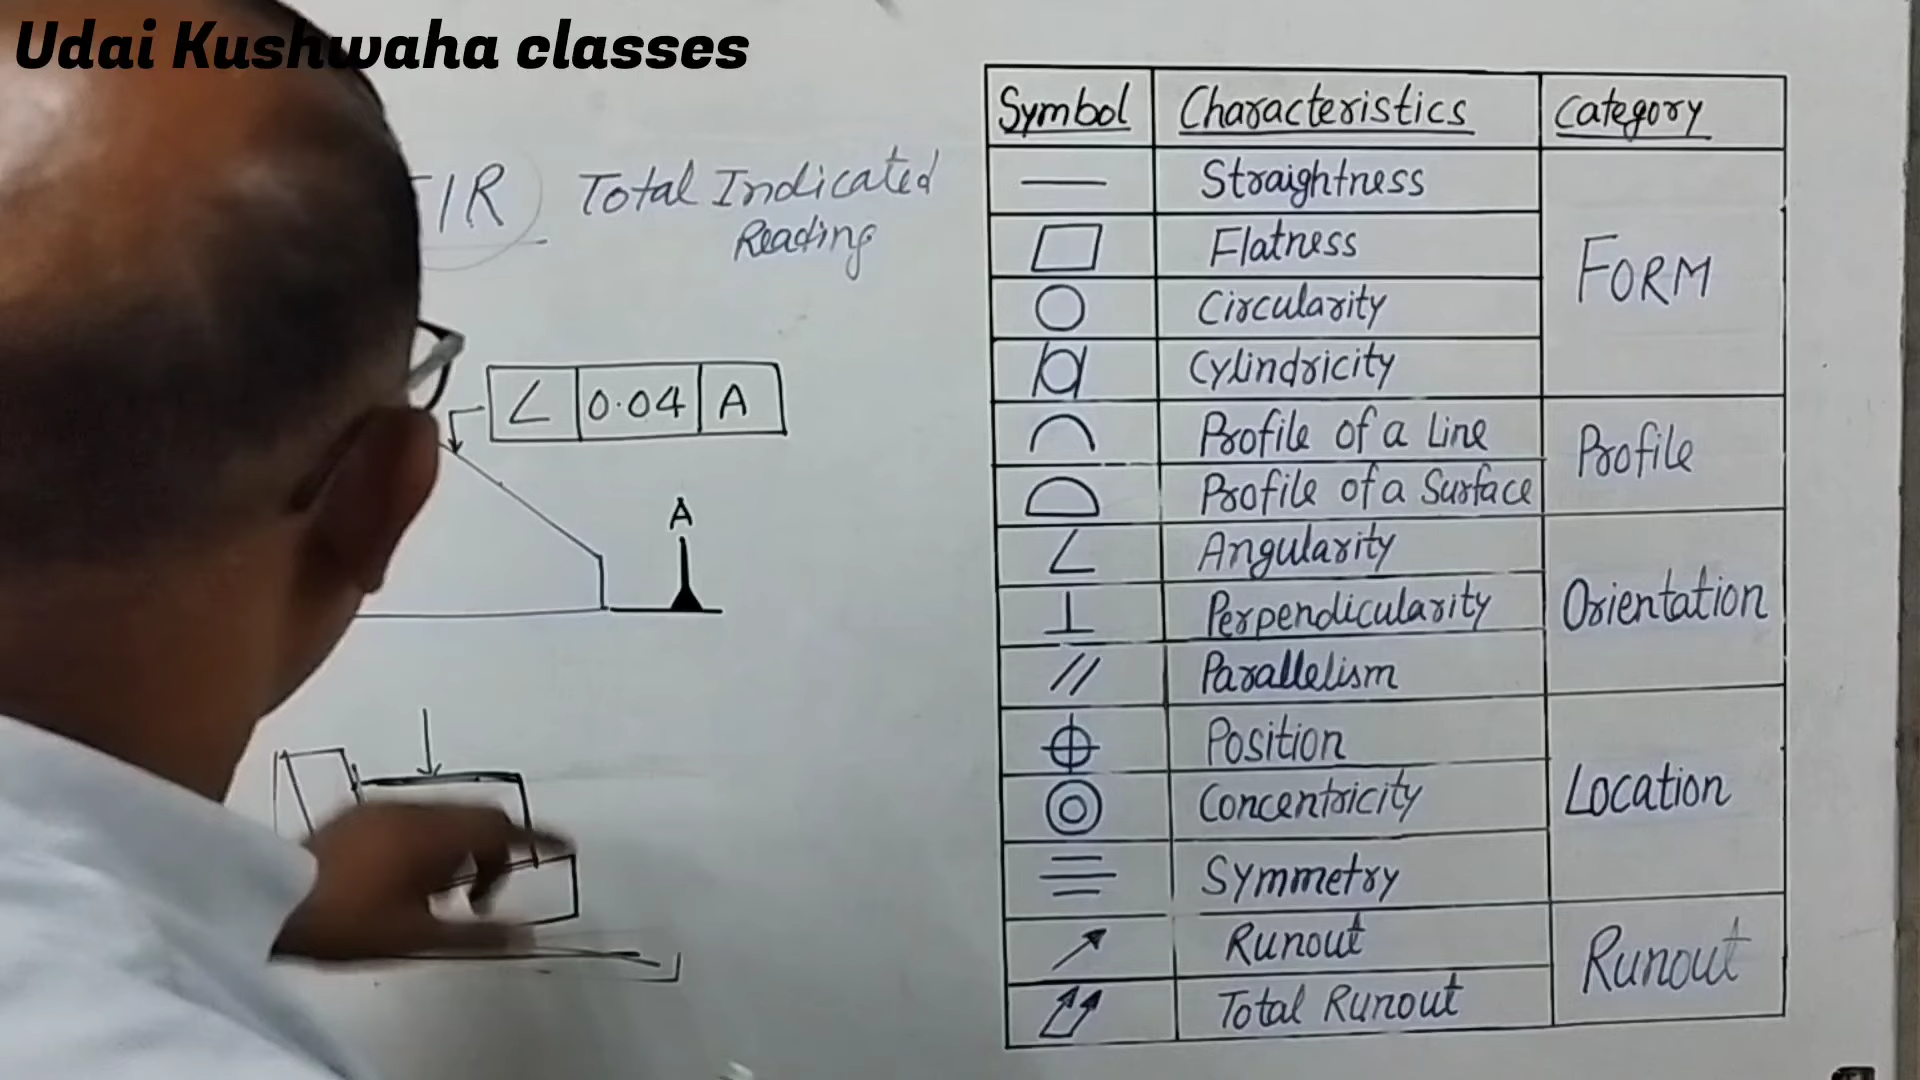 Udai Kushwaha classes
TIR Total Indicated
Reading
∠ 0.04 A
A
Symbol Characteristics Category
Straightness
Flatness
Circularity
Cylindricity
FORM
Profile of a Line
Profile of a Surface
Profile
Angularity
Perpendicularity
Parallelism
Orientation
Position
Concentricity
Symmetry
Location
Runout
Total Runout
Runout